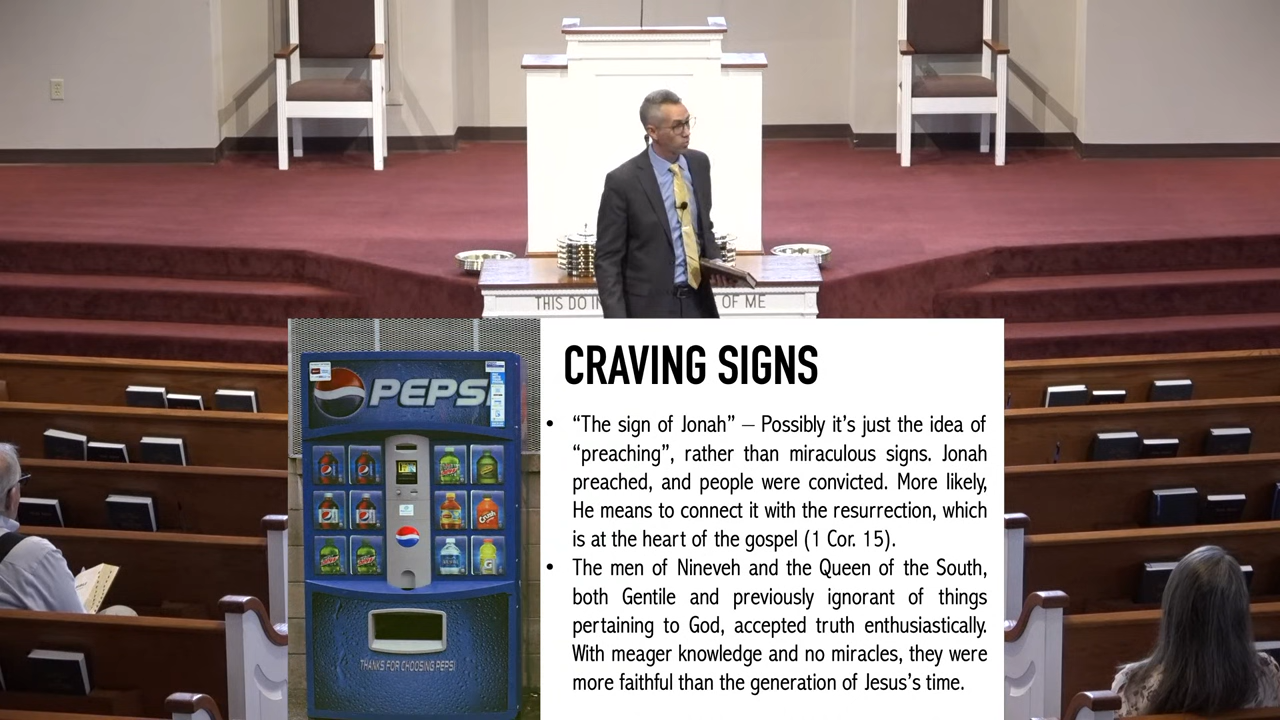 THIS DO IN OF ME
CRAVING SIGNS
PEPSI
• “The sign of Jonah” – Possibly it’s just the idea of
“preaching”, rather than miraculous signs. Jonah
preached, and people were convicted. More likely,
He means to connect it with the resurrection, which
is at the heart of the gospel (1 Cor. 15).
• The men of Nineveh and the Queen of the South,
both Gentile and previously ignorant of things
pertaining to God, accepted truth enthusiastically.
With meager knowledge and no miracles, they were
more faithful than the generation of Jesus’s time.
Crush
THANKS FOR CHOOSING PEPSI